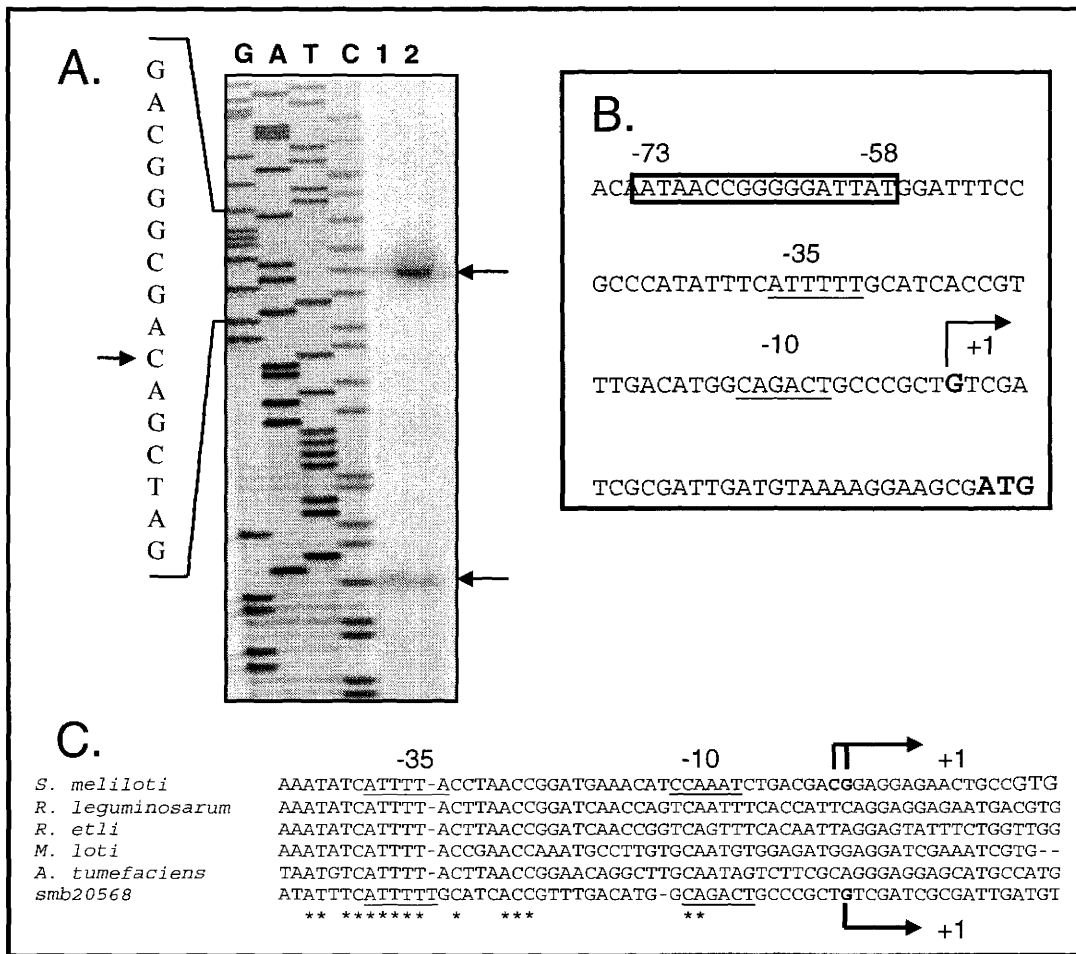 A.
G A T C 1 2
G
A
C
G
G
G
C
G
A
C
A
G
C
T
A
G
B.
-73 -58
ACAATAACCGGGGGATTATGGATTTCC
-35
GCCCATATTTCATTTTTGCATCACCGT
-10 +1
TTGACATGGCAGACTGCCCGCTGTCGA
TCGCGATTGATGTAAAAGGAAGCGATG
C.
-35 -10 +1
S. meliloti AAATATCATTTT-ACCTAACCGGATGAAACATCCAAATCTGACGACGGAGGAGAACTGCCGTG
R. leguminosarum AAATATCATTTT-ACTTAACCGGATCAACCAGTCAATTTCACCATTCAGGAGGAGAATGACGTG
R. etli AAATATCATTTT-ACTTAACCGGATCAACCGGTCAGTTTCACAATTAGGAGTATTTCTGGTTGG
M. loti AAATATCATTTT-ACCGAACCAAATGCCTTGTGCAATGTGGAGATGGAGGATCGAAATCGTG--
A. tumefaciens TAATGTCATTTT-ACTTAACCGGAACAGGCTTGCAATAGTCTTCGCAGGGAGGAGCATGCCATG
smb20568 ATATTTCATTTTTGCATCACCGTTTGACATG-GCAGACTGCCCGCTGTCGATCGCGATTGATGT
** ******* * *** **
+1